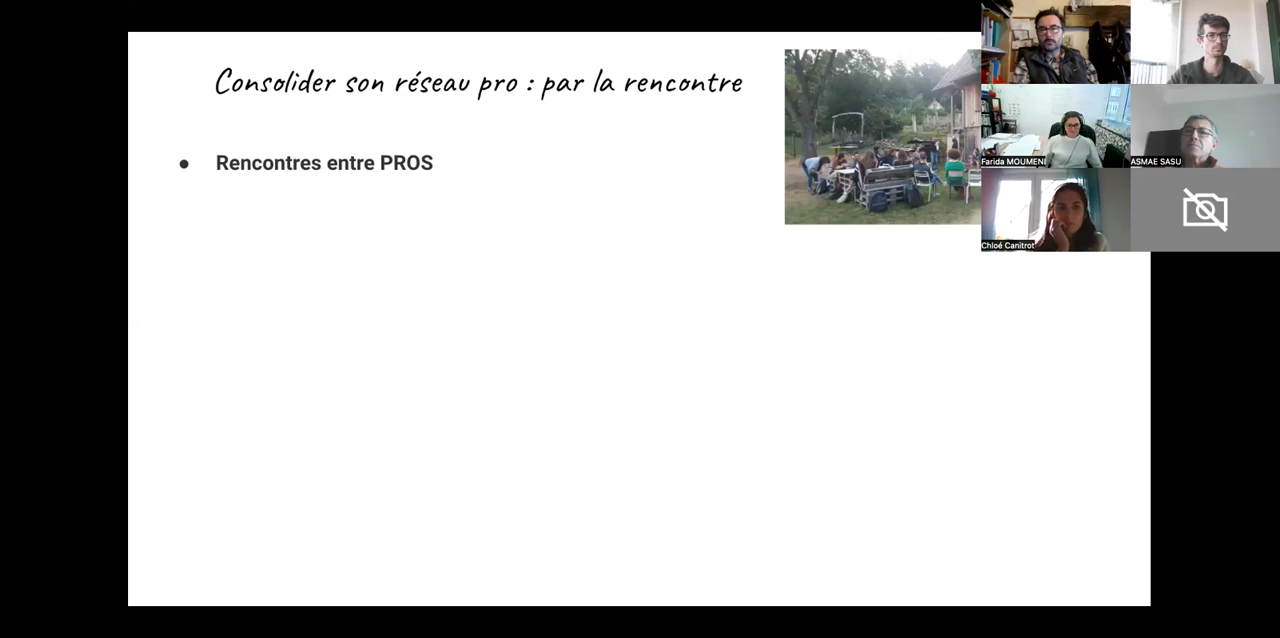 Consolider son réseau pro : par la rencontre
● Rencontres entre PROS
Farida MOUMENI
ASMAE SASU
Chloé Canitrot